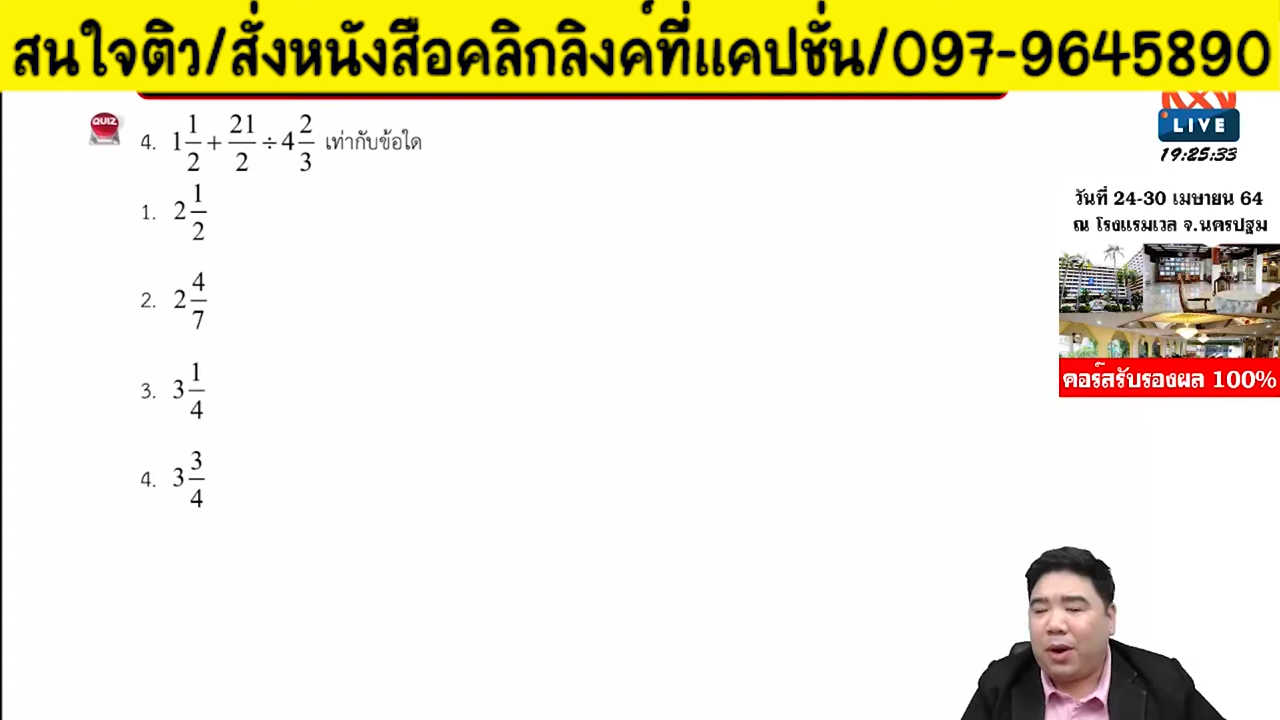 สนใจติว/สั่งหนังสือคลิกลิงค์ที่แคปชั่น/097-9645890
QUIZ
4. 1 1/2 + 21/2 ÷ 4 2/3 เท่ากับข้อใด
1. 2 1/2
2. 2 4/7
3. 3 1/4
4. 3 3/4
LIVE
19:25:33
วันที่ 24-30 เมษายน 64
ณ โรงแรมเวล จ.นครปฐม
คอร์สรับรองผล 100%